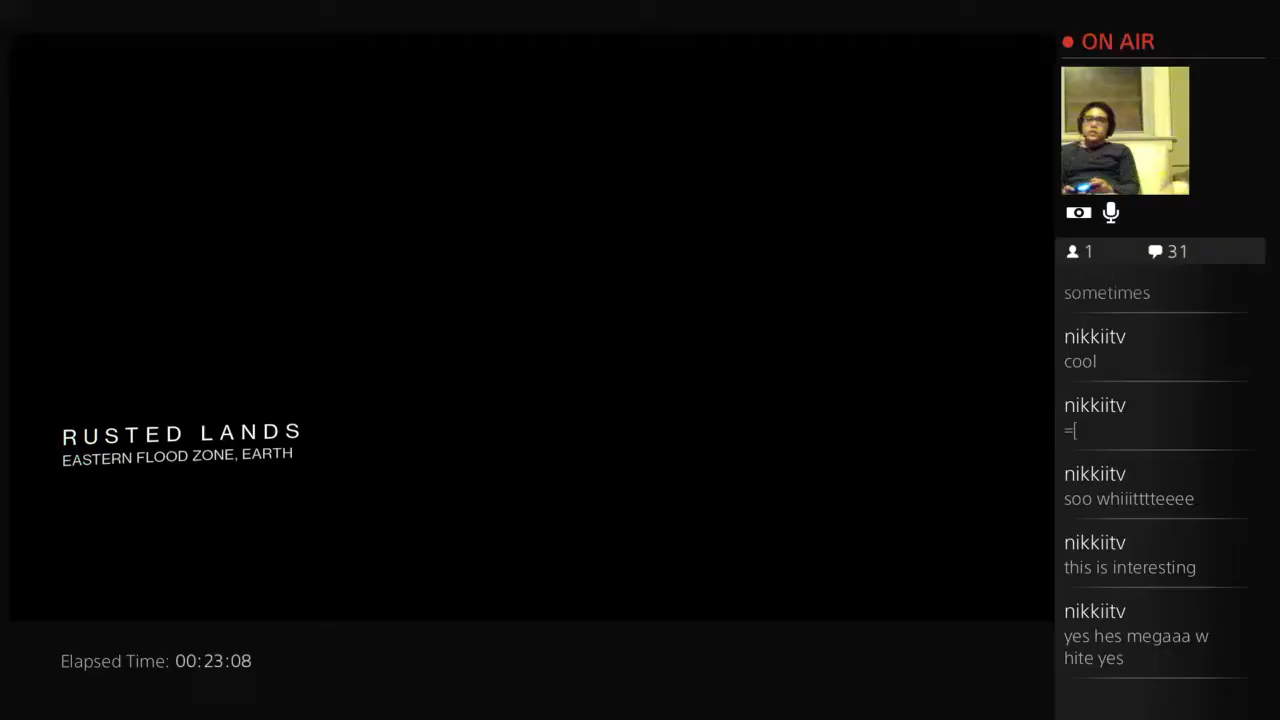 ON AIR
1
31
sometimes
nikkiitv
cool
nikkiitv
=[
nikkiitv
soo whiiittttteeee
nikkiitv
this is interesting
nikkiitv
yes hes megaaa w
hite yes
RUSTED LANDS
EASTERN FLOOD ZONE, EARTH
Elapsed Time: 00:23:08